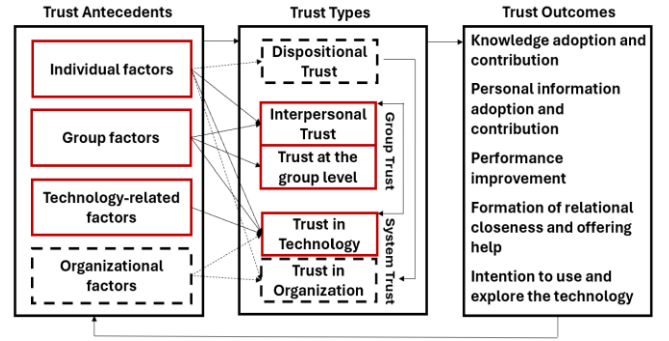 Trust Antecedents
Individual factors
Group factors
Technology-related
factors
Organizational
factors
Trust Types
Dispositional
Trust
Interpersonal
Trust
Trust at the
group level
Group Trust
Trust in
Technology
Trust in
Organization
System Trust
Trust Outcomes
Knowledge adoption and
contribution
Personal information
adoption and
contribution
Performance
improvement
Formation of relational
closeness and offering
help
Intention to use and
explore the technology